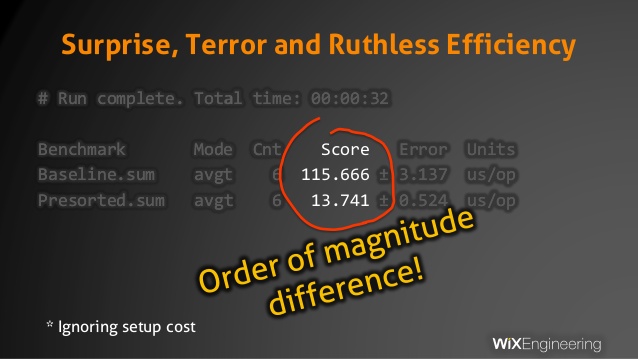 Surprise, Terror and Ruthless Efficiency
# Run complete. Total time: 00:00:32
Benchmark Mode Cnt Score Error Units
Baseline.sum avgt 6 115.666 ± 3.137 us/op
Presorted.sum avgt 6 13.741 ± 0.524 us/op
Order of magnitude
difference!
* Ignoring setup cost
WiXEngineering